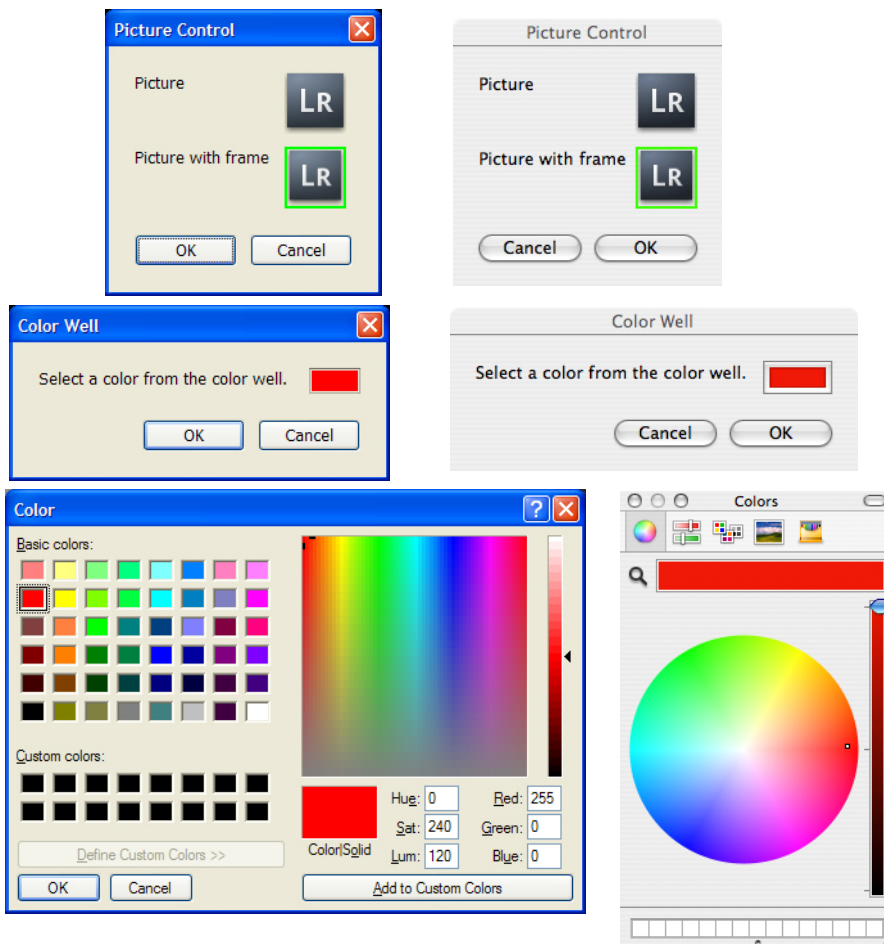 Picture Control
Picture
LR
Picture with frame
LR
OK Cancel
Picture Control
Picture
LR
Picture with frame
LR
Cancel OK
Color Well
Select a color from the color well.
OK Cancel
Color Well
Select a color from the color well.
Cancel OK
Color ?
Basic colors:
Custom colors:
Define Custom Colors >>
OK Cancel
Color|Solid
Hue: 0 Red: 255
Sat: 240 Green: 0
Lum: 120 Blue: 0
Add to Custom Colors
Colors